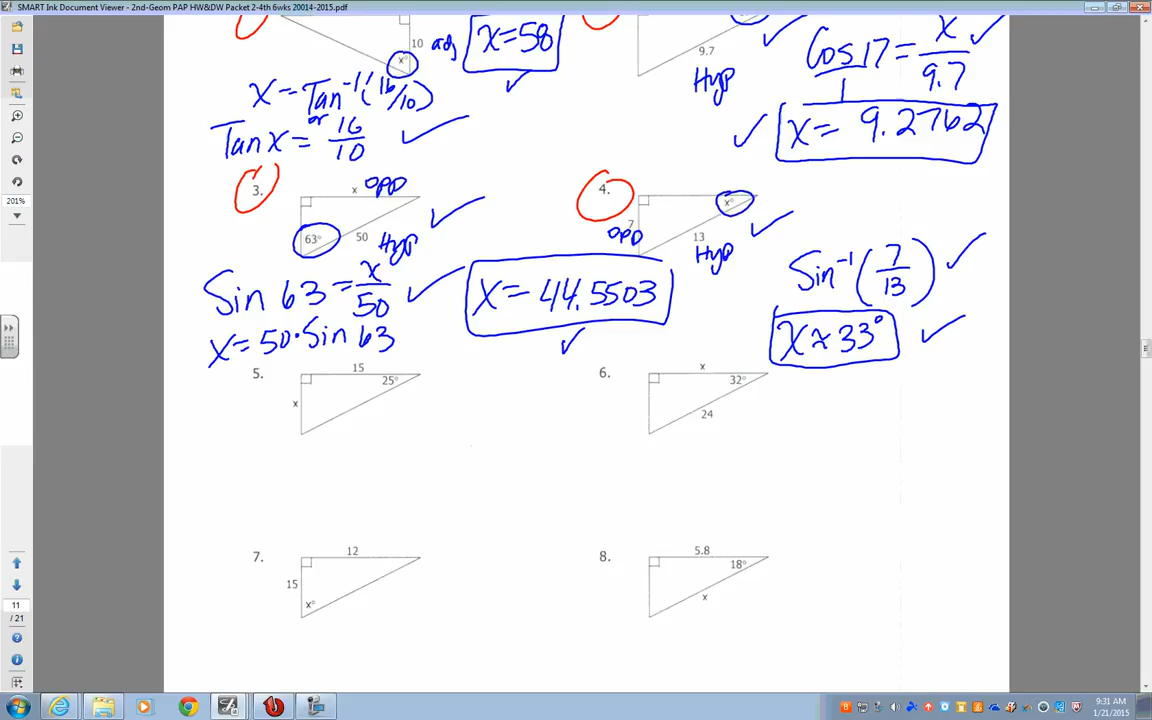 SMART Ink Document Viewer - 2nd-Geom PAP HW&DW Packet 2-4th 6wks 20014-2015.pdf
10 adj
x°
x=58
x = Tan⁻¹(16/10)
or
Tan x = 16/10
9.7
Hyp
Cos 17 = x/9.7
1
x = 9.2762
3.
x opp
63°
50
Hyp
Sin 63 = x/50
x = 50·Sin 63
x = 44.5503
4.
x°
7
opp
13
Hyp
Sin⁻¹(7/13)
x ≈ 33°
5.
15
25°
x
6.
x
32°
24
7.
12
15
x°
8.
5.8
18°
x
201%
11
/ 21
9:31 AM
1/21/2015